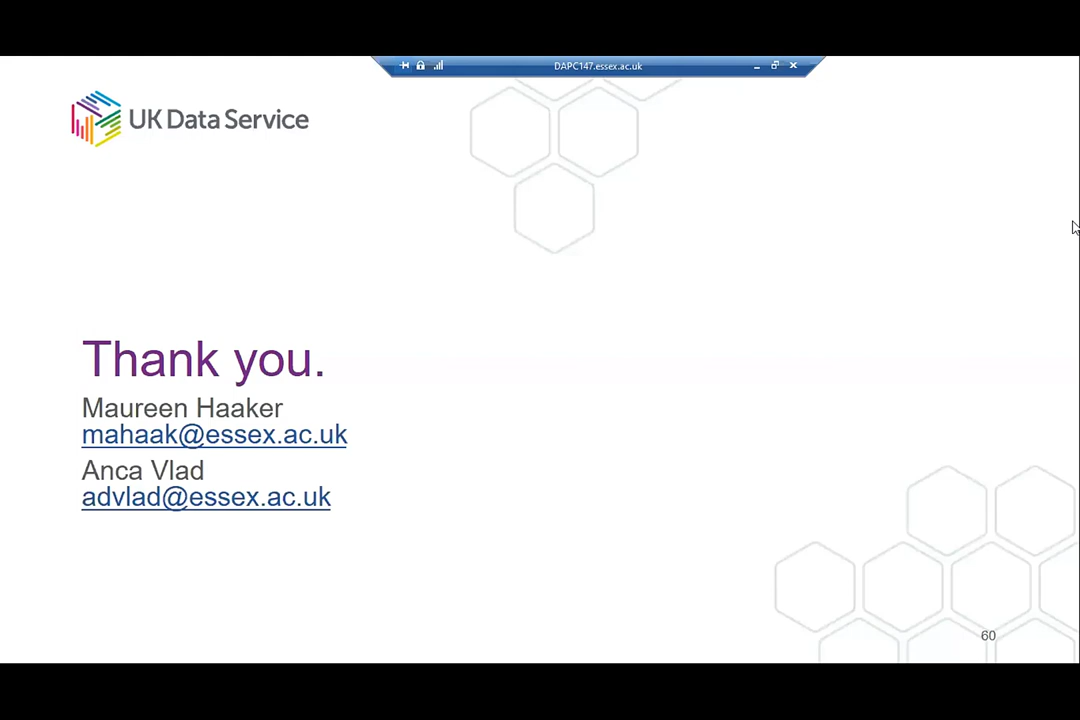 DAPC147.essex.ac.uk
UK Data Service
Thank you.
Maureen Haaker
mahaak@essex.ac.uk
Anca Vlad
advlad@essex.ac.uk
60